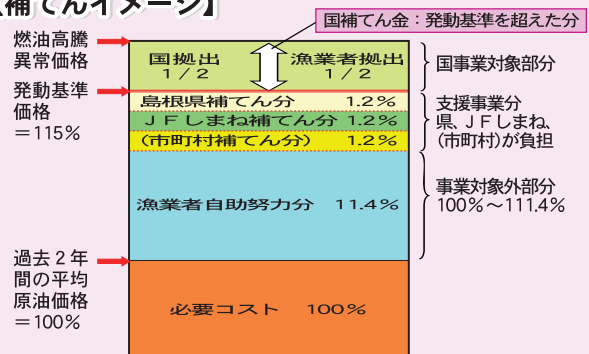 補てんイメージ】
国補てん金：発動基準を超えた分
燃油高騰
異常価格
国拠出
1／2
漁業者拠出
1／2
国事業対象部分
発動基準
価格
＝115％
島根県補てん分 1.2％
ＪＦしまね補てん分 1.2％
（市町村補てん分） 1.2％
支援事業分
県、ＪＦしまね、
（市町村）が負担
漁業者自助努力分 11.4％
事業対象外部分
100％～111.4％
過去２年
間の平均
原油価格
＝100％
必要コスト 100％